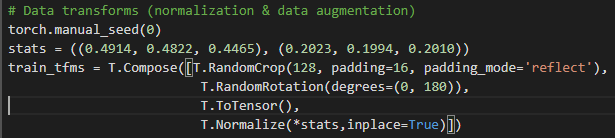 # Data transforms (normalization & data augmentation)
torch.manual_seed(0)
stats = ((0.4914, 0.4822, 0.4465), (0.2023, 0.1994, 0.2010))
train_tfms = T.Compose([T.RandomCrop(128, padding=16, padding_mode='reflect'),
T.RandomRotation(degrees=(0, 180)),
T.ToTensor(),
T.Normalize(*stats,inplace=True)])